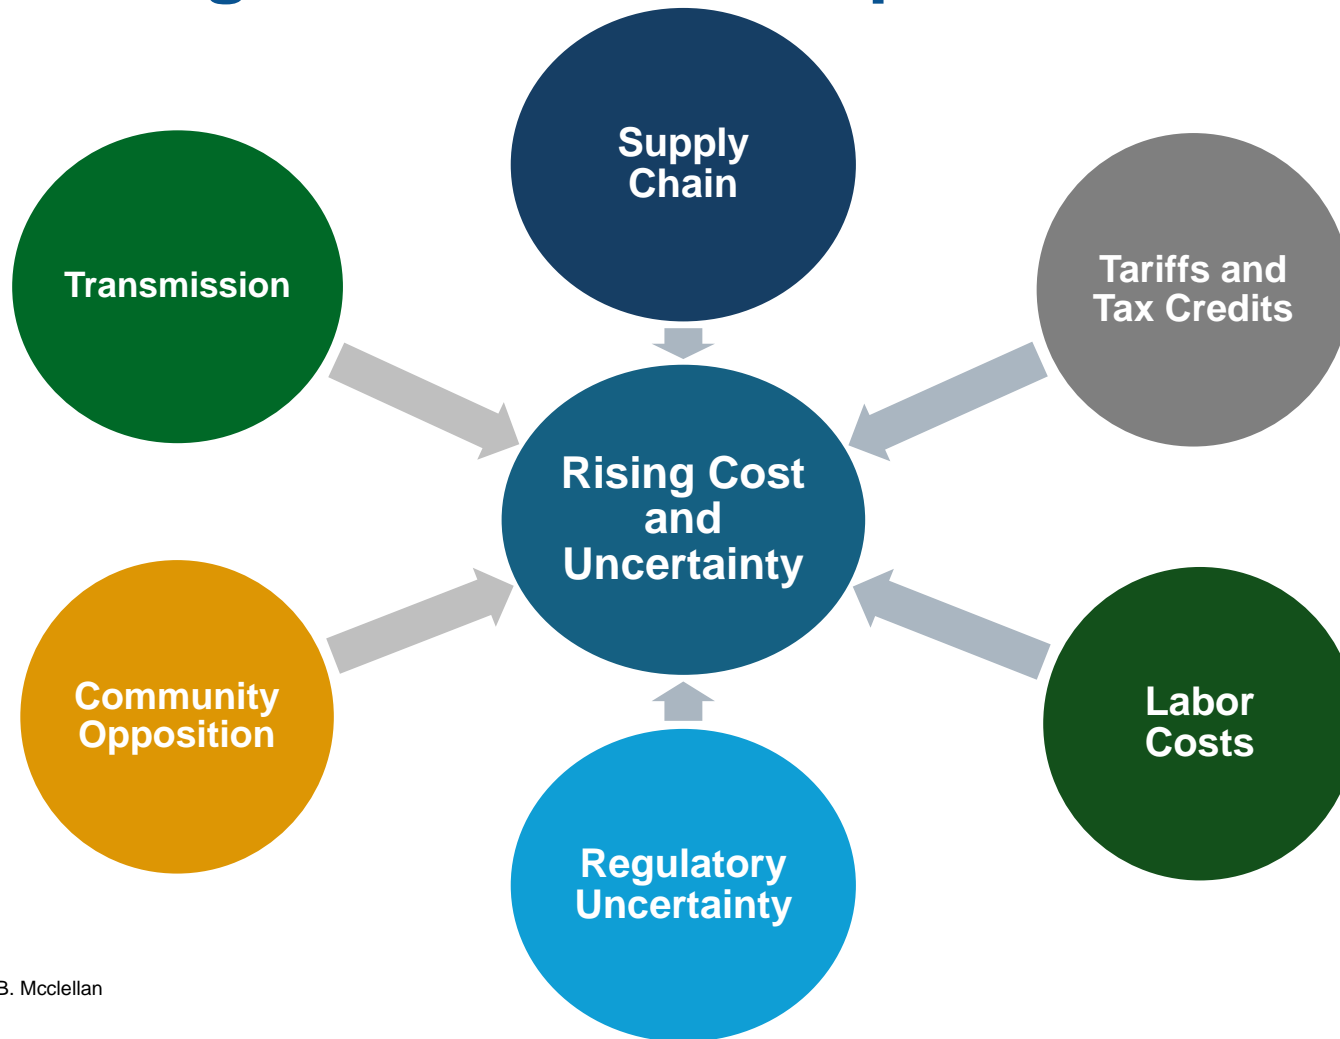 Supply
Chain
Transmission
Tariffs and
Tax Credits
Rising Cost
and
Uncertainty
Community
Opposition
Labor
Costs
Regulatory
Uncertainty
B. Mcclellan